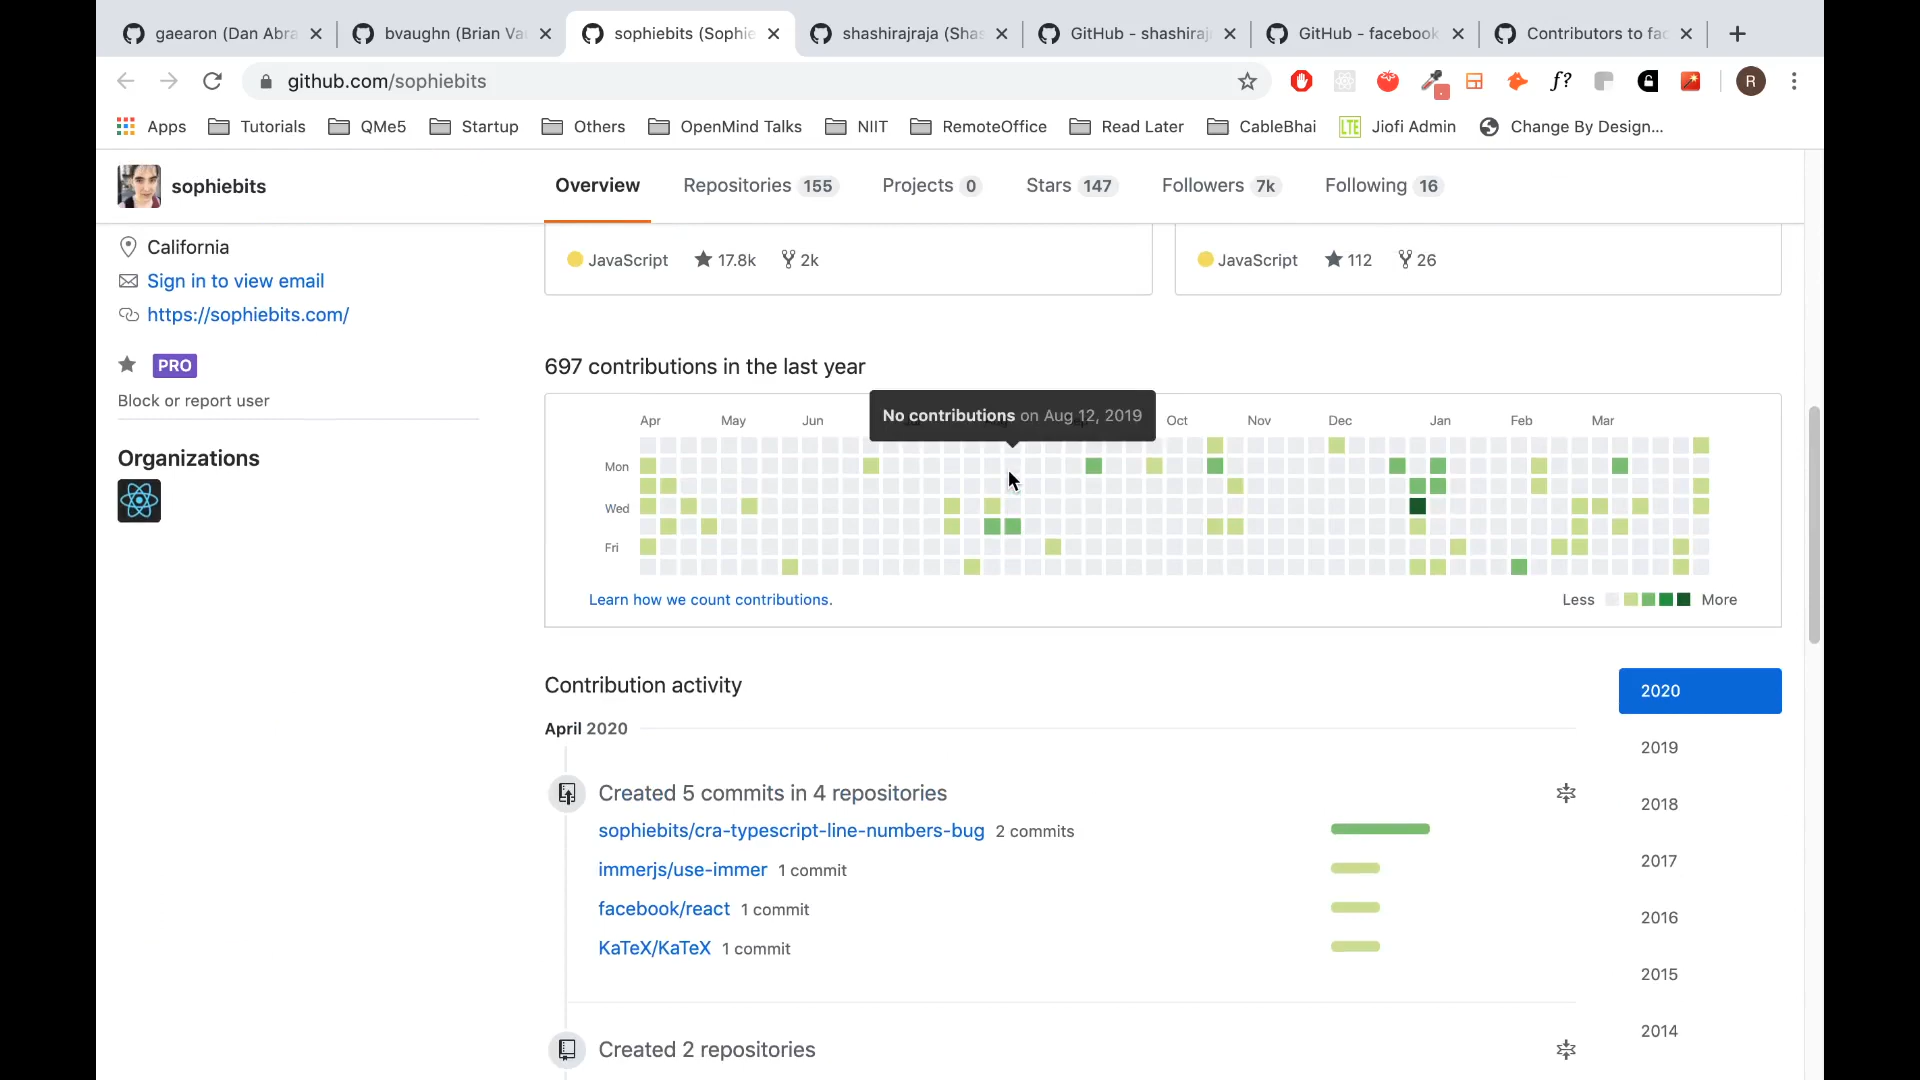 gaearon (Dan Abra
bvaughn (Brian Va
sophiebits (Sophie
shashirajraja (Shas
GitHub - shashiraj
GitHub - facebook
Contributors to fac
github.com/sophiebits
f?
R
Apps
Tutorials
QMe5
Startup
Others
OpenMind Talks
NIIT
RemoteOffice
Read Later
CableBhai
LTE
Jiofi Admin
Change By Design...
sophiebits
Overview
Repositories 155
Projects 0
Stars 147
Followers 7k
Following 16
California
Sign in to view email
https://sophiebits.com/
PRO
Block or report user
Organizations
JavaScript 17.8k 2k
JavaScript 112 26
697 contributions in the last year
No contributions on Aug 12, 2019
Apr May Jun Oct Nov Dec Jan Feb Mar
Mon
Wed
Fri
Learn how we count contributions.
Less More
Contribution activity
2020
April 2020
2019
Created 5 commits in 4 repositories
2018
sophiebits/cra-typescript-line-numbers-bug 2 commits
immerjs/use-immer 1 commit
2017
facebook/react 1 commit
2016
KaTeX/KaTeX 1 commit
2015
2014
Created 2 repositories